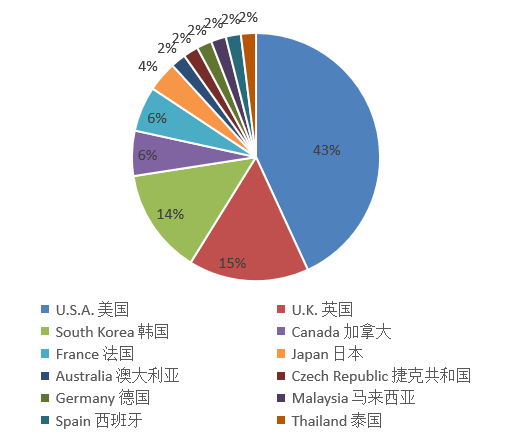 2%
2%
2%
2%
2%
2%
4%
6%
6%
14%
15%
43%
U.S.A. 美国
U.K. 英国
South Korea 韩国
Canada 加拿大
France 法国
Japan 日本
Australia 澳大利亚
Czech Republic 捷克共和国
Germany 德国
Malaysia 马来西亚
Spain 西班牙
Thailand 泰国